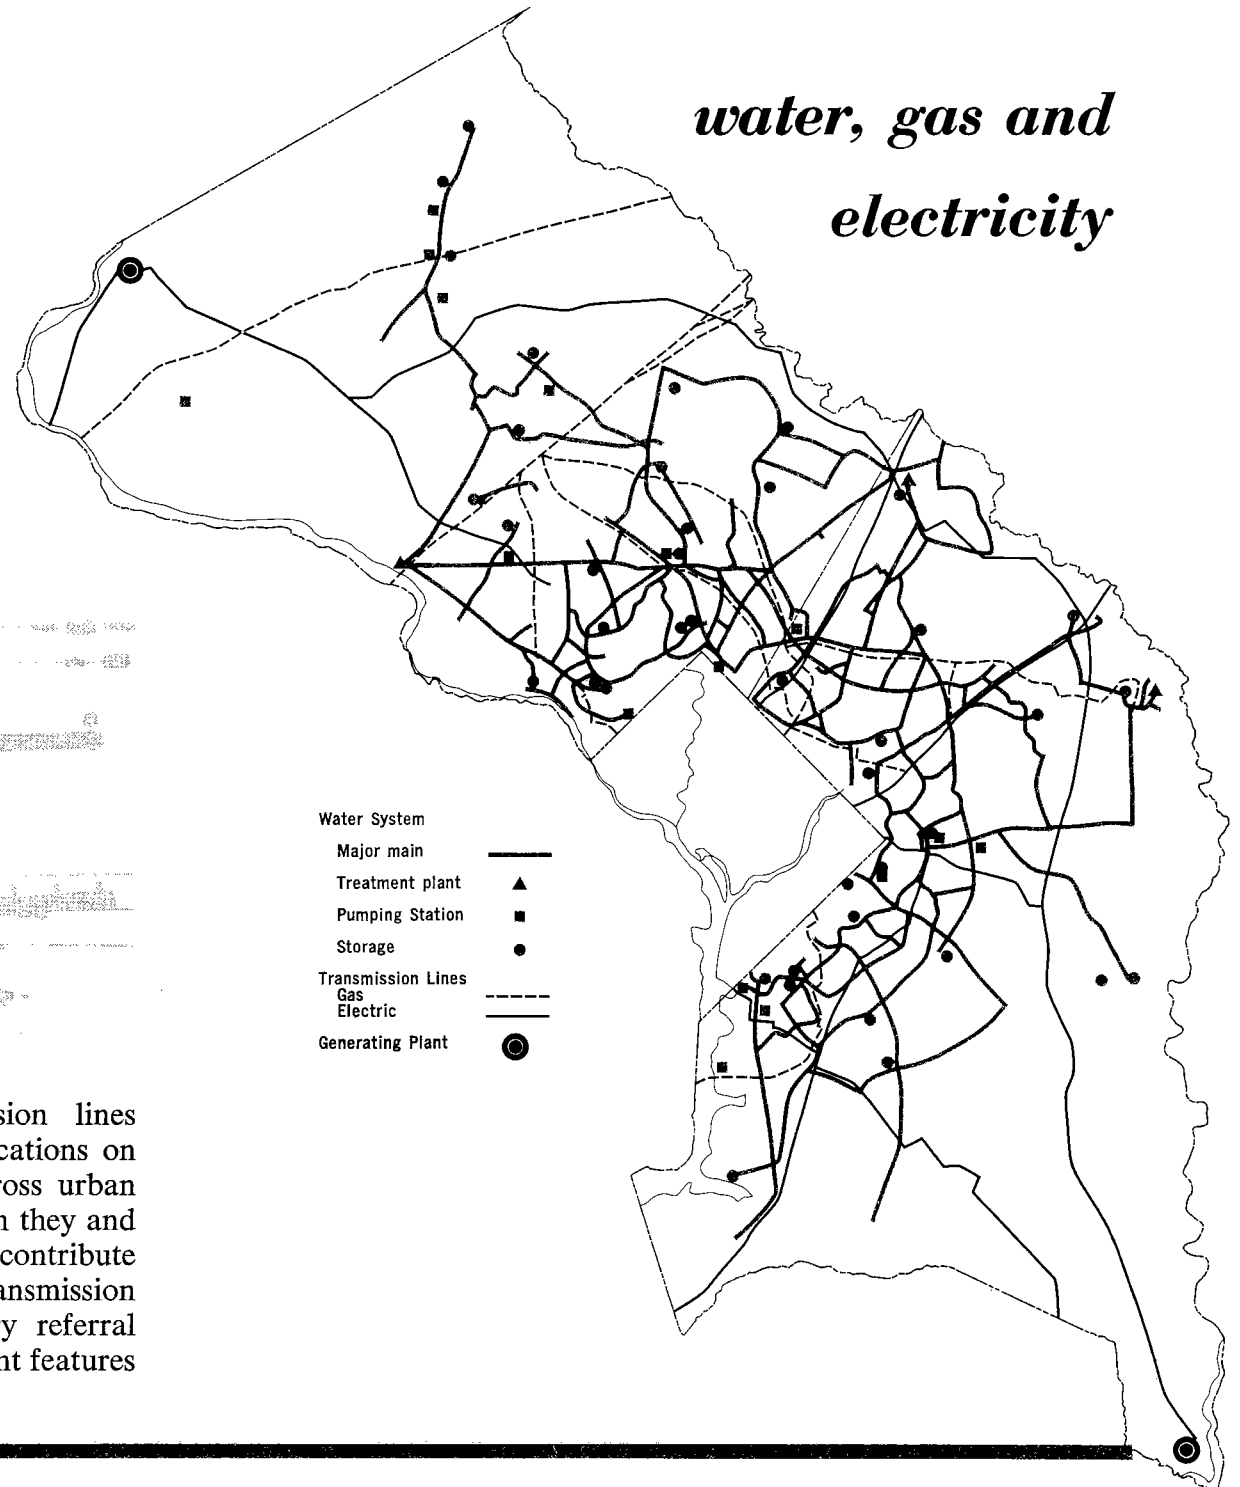 water, gas and
electricity
Water System
Major main
Treatment plant
Pumping Station
Storage
Transmission Lines
Gas
Electric
Generating Plant
sion lines
cations on
ross urban
n they and
contribute
ansmission
y referral
nt features